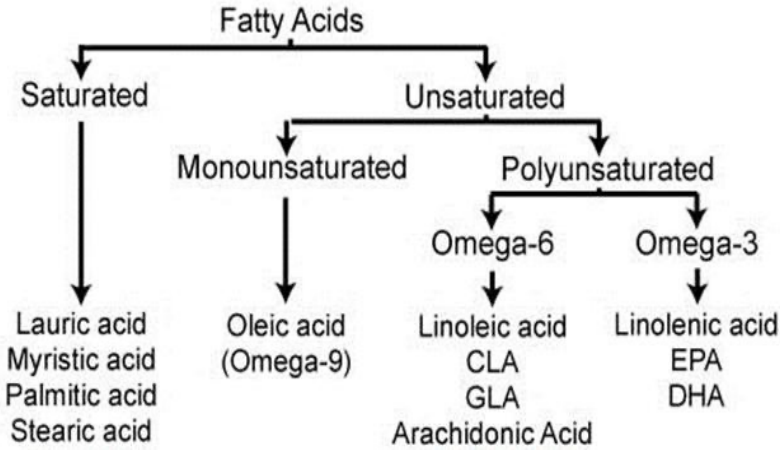 Fatty Acids
Saturated
Unsaturated
Monounsaturated
Polyunsaturated
Omega-6
Omega-3
Lauric acid
Myristic acid
Palmitic acid
Stearic acid
Oleic acid
(Omega-9)
Linoleic acid
CLA
GLA
Arachidonic Acid
Linolenic acid
EPA
DHA